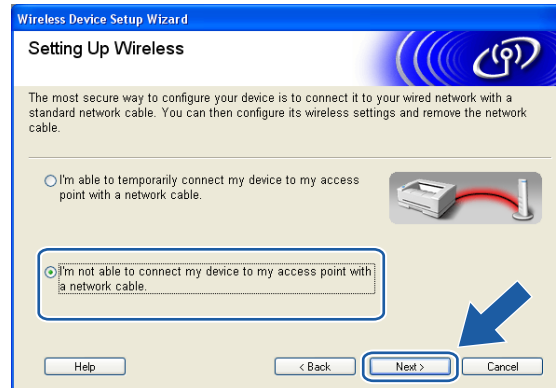 Wireless Device Setup Wizard
Setting Up Wireless
The most secure way to configure your device is to connect it to your wired network with a
standard network cable. You can then configure its wireless settings and remove the network
cable.
I'm able to temporarily connect my device to my access
point with a network cable.
I'm not able to connect my device to my access point with
a network cable.
Help
< Back
Next >
Cancel